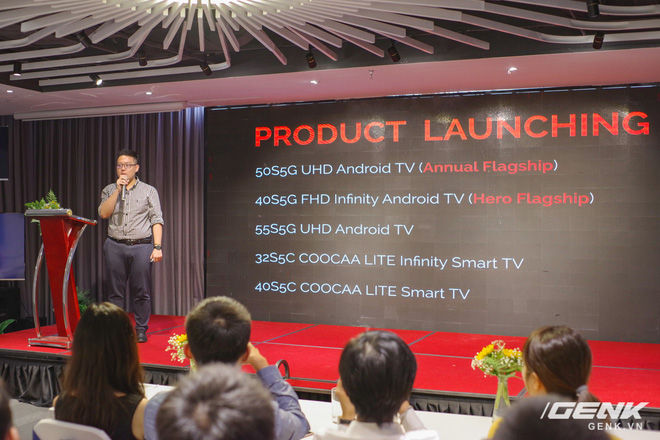 PRODUCT LAUNCHING
50S5G UHD Android TV (Annual Flagship)
40S5G FHD Infinity Android TV (Hero Flagship)
55S5G UHD Android TV
32S5C COOCAA LITE Infinity Smart TV
40S5C COOCAA LITE Smart TV
GENK
GENK.VN